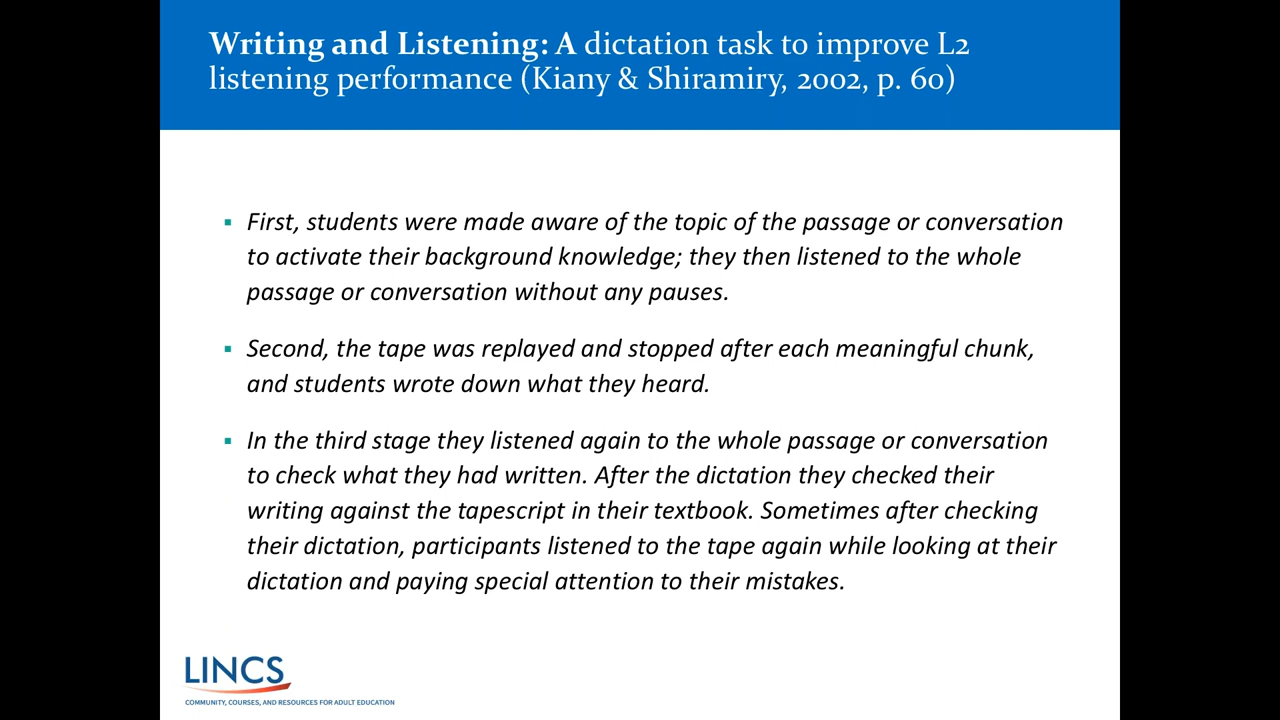 Writing and Listening: A dictation task to improve L2
listening performance (Kiany & Shiramiry, 2002, p. 60)
▪ First, students were made aware of the topic of the passage or conversation
to activate their background knowledge; they then listened to the whole
passage or conversation without any pauses.
▪ Second, the tape was replayed and stopped after each meaningful chunk,
and students wrote down what they heard.
▪ In the third stage they listened again to the whole passage or conversation
to check what they had written. After the dictation they checked their
writing against the tapescript in their textbook. Sometimes after checking
their dictation, participants listened to the tape again while looking at their
dictation and paying special attention to their mistakes.
LINCS
COMMUNITY, COURSES, AND RESOURCES FOR ADULT EDUCATION